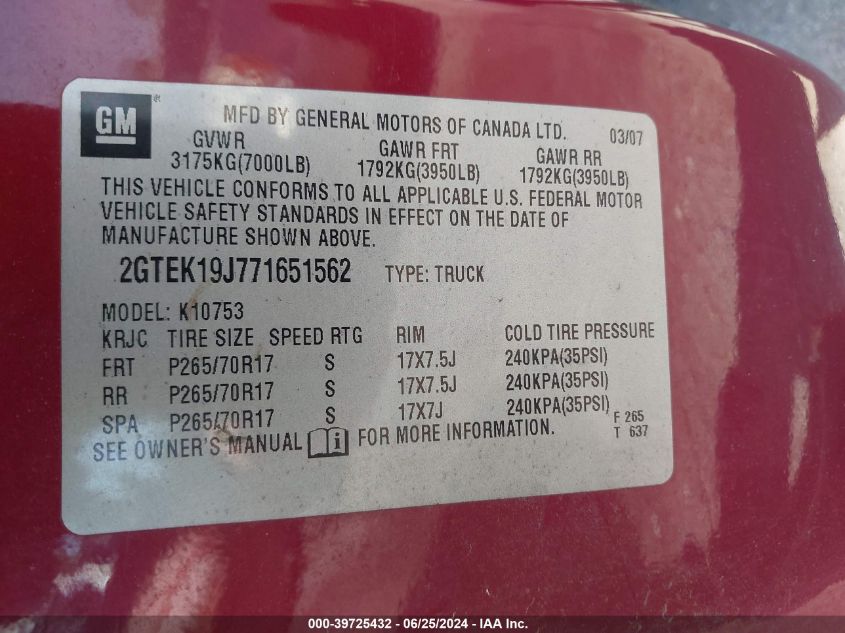 GM
MFD BY GENERAL MOTORS OF CANADA LTD. 03/07
GVWR GAWR FRT GAWR RR
3175KG(7000LB) 1792KG(3950LB) 1792KG(3950LB)
THIS VEHICLE CONFORMS TO ALL APPLICABLE U.S. FEDERAL MOTOR
VEHICLE SAFETY STANDARDS IN EFFECT ON THE DATE OF
MANUFACTURE SHOWN ABOVE.
2GTEK19J771651562 TYPE: TRUCK
MODEL: K10753
KRJC TIRE SIZE SPEED RTG RIM COLD TIRE PRESSURE
FRT P265/70R17 S 17X7.5J 240KPA(35PSI)
RR P265/70R17 S 17X7.5J 240KPA(35PSI)
SPA P265/70R17 S 17X7J 240KPA(35PSI)
F 265
T 637
SEE OWNER'S MANUAL i FOR MORE INFORMATION.
000-39725432 - 06/25/2024 - IAA Inc.